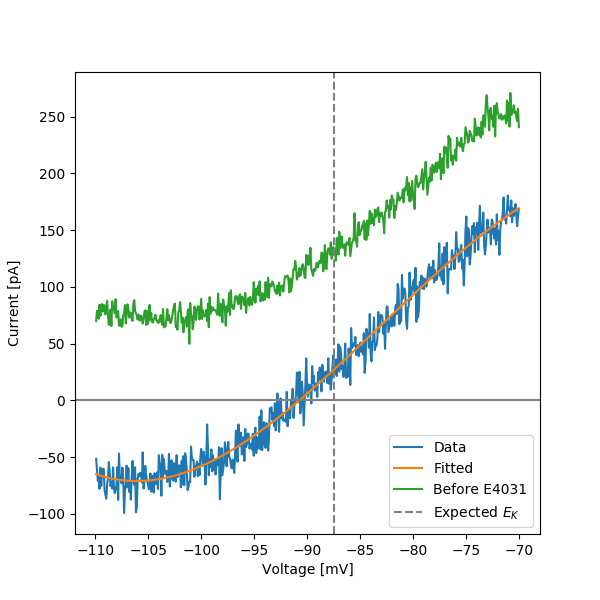 250
200
150
100
50
0
−50
−100
Current [pA]
−110
−105
−100
−95
−90
−85
−80
−75
−70
Voltage [mV]
Data
Fitted
Before E4031
Expected E_K